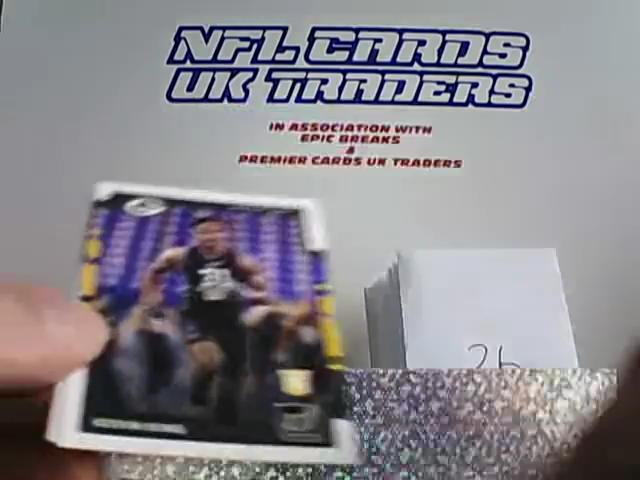 NFL CARDS
UK TRADERS
IN ASSOCIATION WITH
EPIC BREAKS
&
PREMIER CARDS UK TRADERS
26